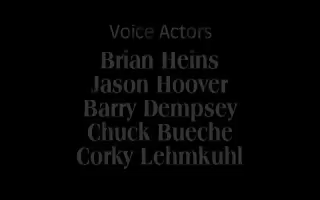 Voice Actors
Brian Heins
Jason Hoover
Barry Dempsey
Chuck Bueche
Corky Lehmkuhl